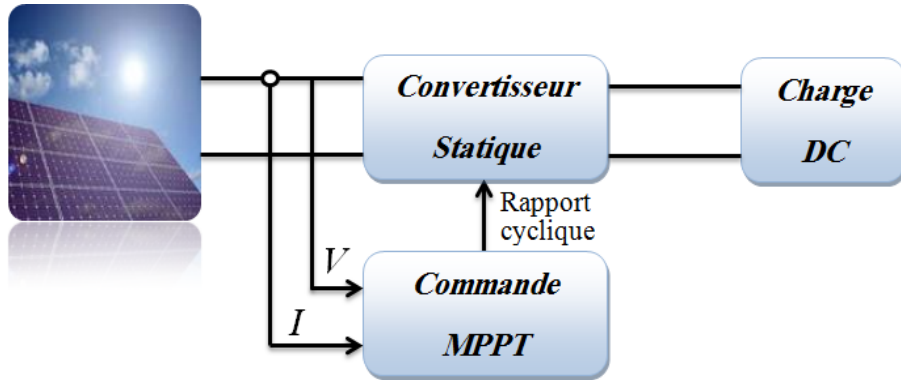 Convertisseur
Statique
Charge
DC
Rapport
cyclique
V
Commande
MPPT
I